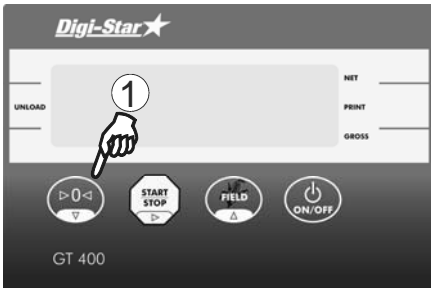 Digi-Star
NET
UNLOAD
PRINT
GROSS
1
▷0◁
START
STOP
FIELD
ON/OFF
GT 400